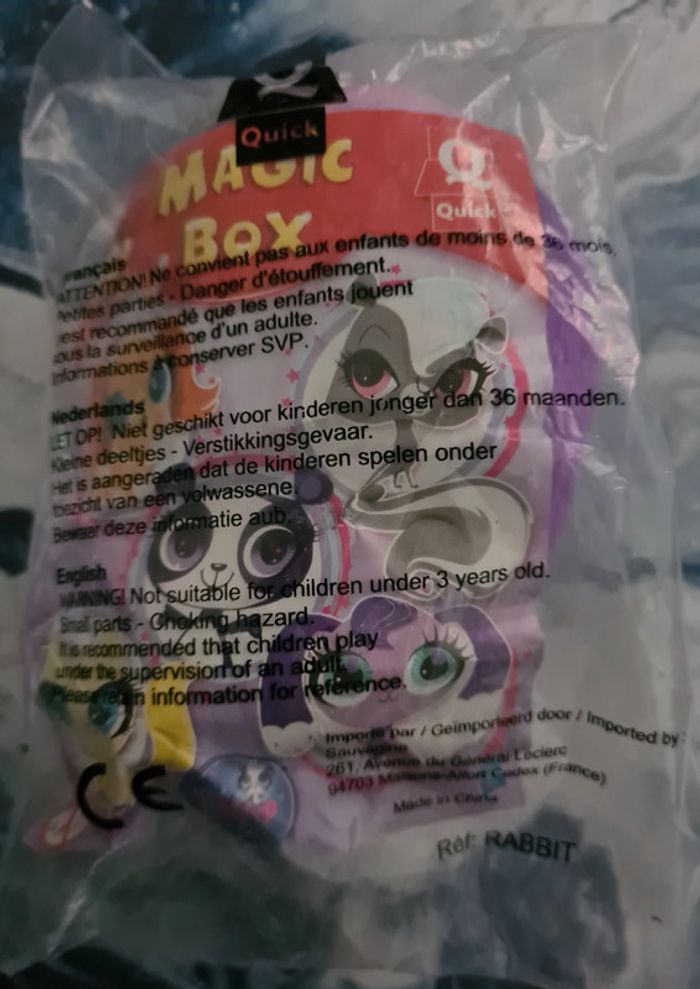 Quick
MAGIC
BOX
Quick
Français
ATTENTION! Ne convient pas aux enfants de moins de 36 mois.
Petites parties - Danger d'étouffement.
est recommandé que les enfants jouent
sous la surveillance d'un adulte.
Informations à conserver SVP.
Nederlands
LET OP! Niet geschikt voor kinderen jonger dan 36 maanden.
Kleine deeltjes - Verstikkingsgevaar.
Het is aangeraden dat de kinderen spelen onder
toezicht van een volwassene.
Bewaar deze informatie aub.
English
WARNING! Not suitable for children under 3 years old.
Small parts - Choking hazard.
It is recommended that children play
under the supervision of an adult.
Please retain information for reference.
Importé par / Geïmporteerd door / Imported by:
Sauvagine
261, Avenue du Général Leclerc
94703 Maisons-Alfort Cedex (France)
Made in China
CE
Réf: RABBIT